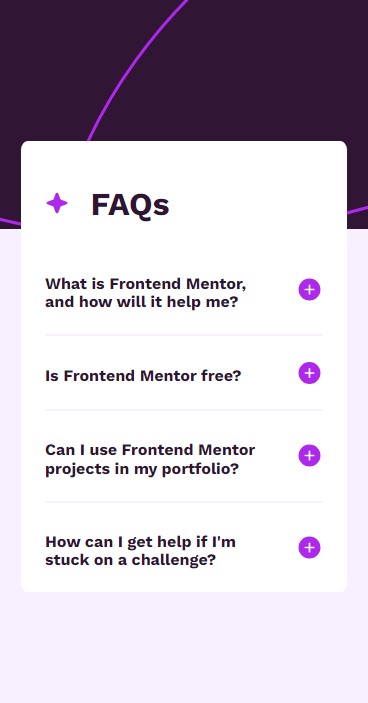 FAQs
What is Frontend Mentor,
and how will it help me?
Is Frontend Mentor free?
Can I use Frontend Mentor
projects in my portfolio?
How can I get help if I'm
stuck on a challenge?